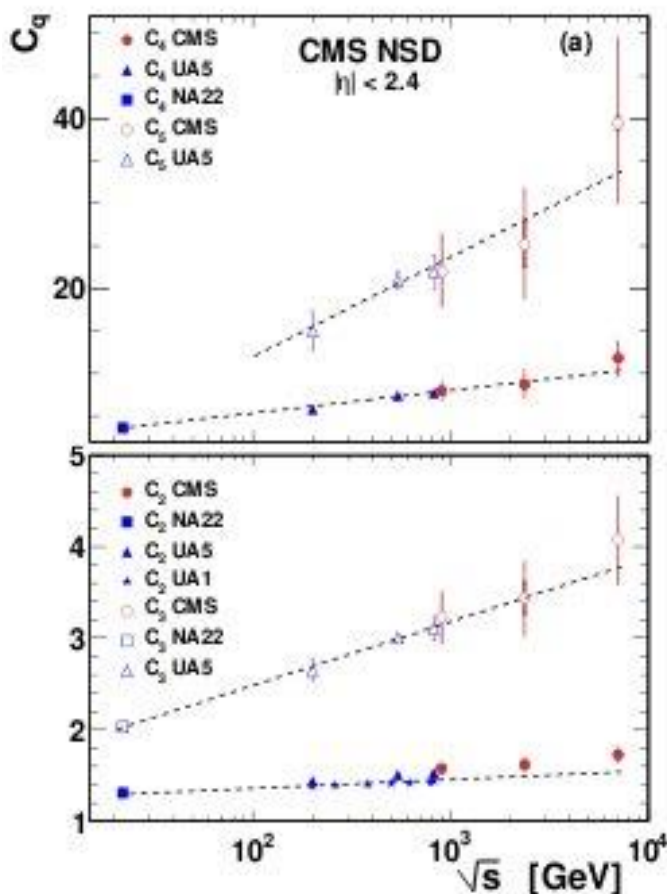 C_q
C_4 CMS
C_4 UA5
C_4 NA22
C_5 CMS
C_5 UA5
CMS NSD
|η| < 2.4
(a)
40
20
5
4
3
2
1
C_2 CMS
C_2 NA22
C_2 UA5
C_2 UA1
C_3 CMS
C_3 NA22
C_3 UA5
10^2
10^3
10^4
√s [GeV]